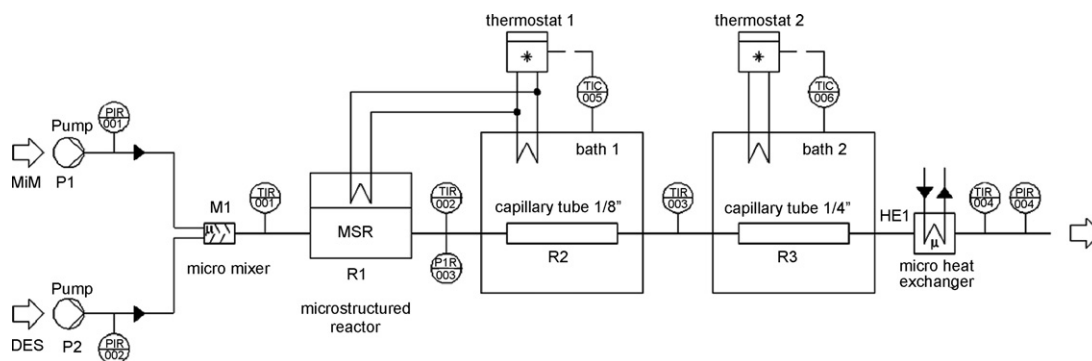 thermostat 1
thermostat 2
TIC
005
TIC
006
PIR
001
Pump
MiM
P1
bath 1
bath 2
M1
TIR
001
TIR
002
TIR
003
TIR
004
PIR
004
capillary tube 1/8"
capillary tube 1/4"
HE1
μ
MSR
μ
micro mixer
R1
P1R
003
R2
R3
micro heat
exchanger
microstructured
reactor
Pump
DES
P2
PIR
002